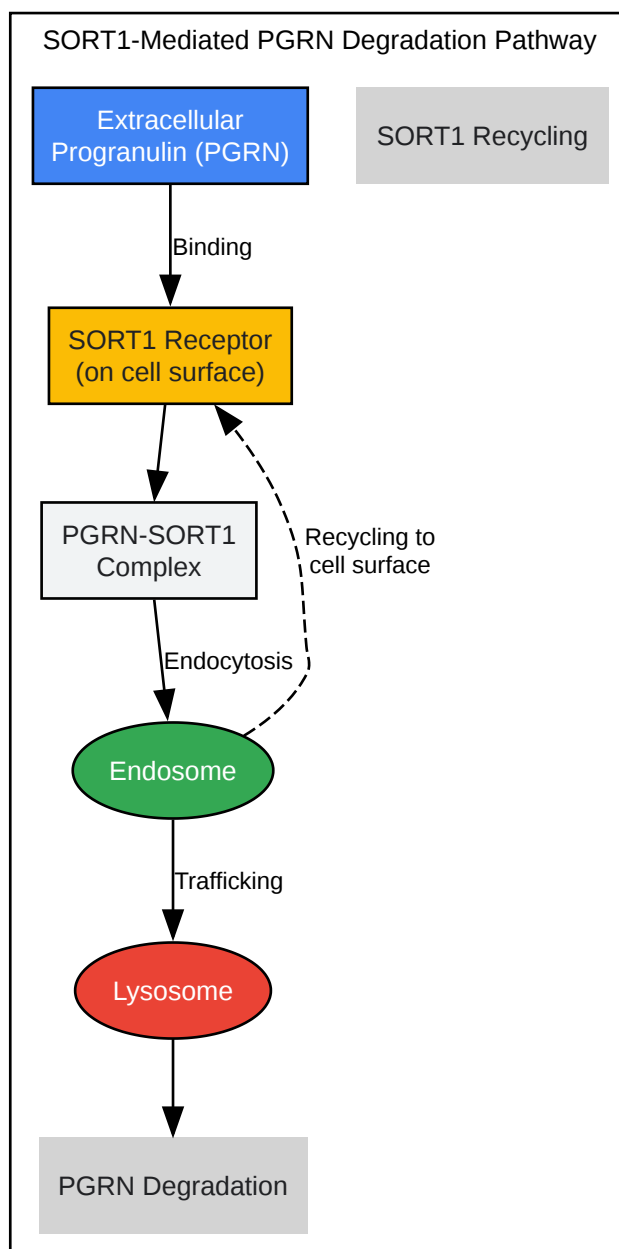 SORT1-Mediated PGRN Degradation Pathway
Extracellular
Progranulin (PGRN)
SORT1 Recycling
Binding
SORT1 Receptor
(on cell surface)
PGRN-SORT1
Complex
Recycling to
cell surface
Endocytosis
Endosome
Trafficking
Lysosome
PGRN Degradation